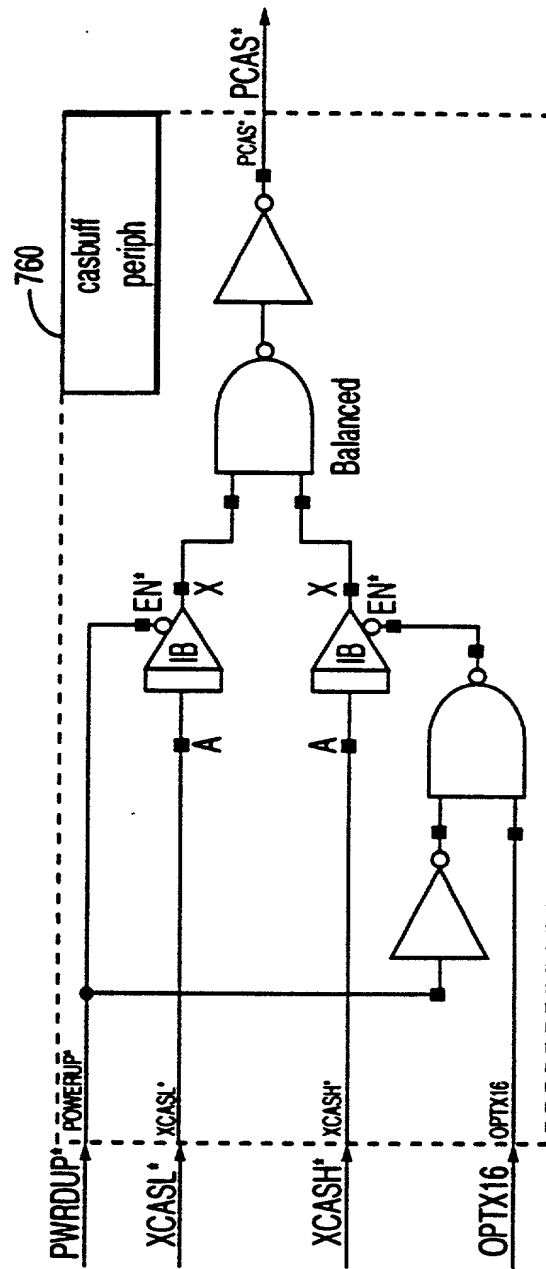 760
casbuff
periph
PWRDUP*
POWERUP*
XCASL*
XCASL*
XCASH*
XCASH*
OPTX16
OPTX16
A
A
IB
IB
EN*
X
X
EN*
Balanced
PCAS*
PCAS*